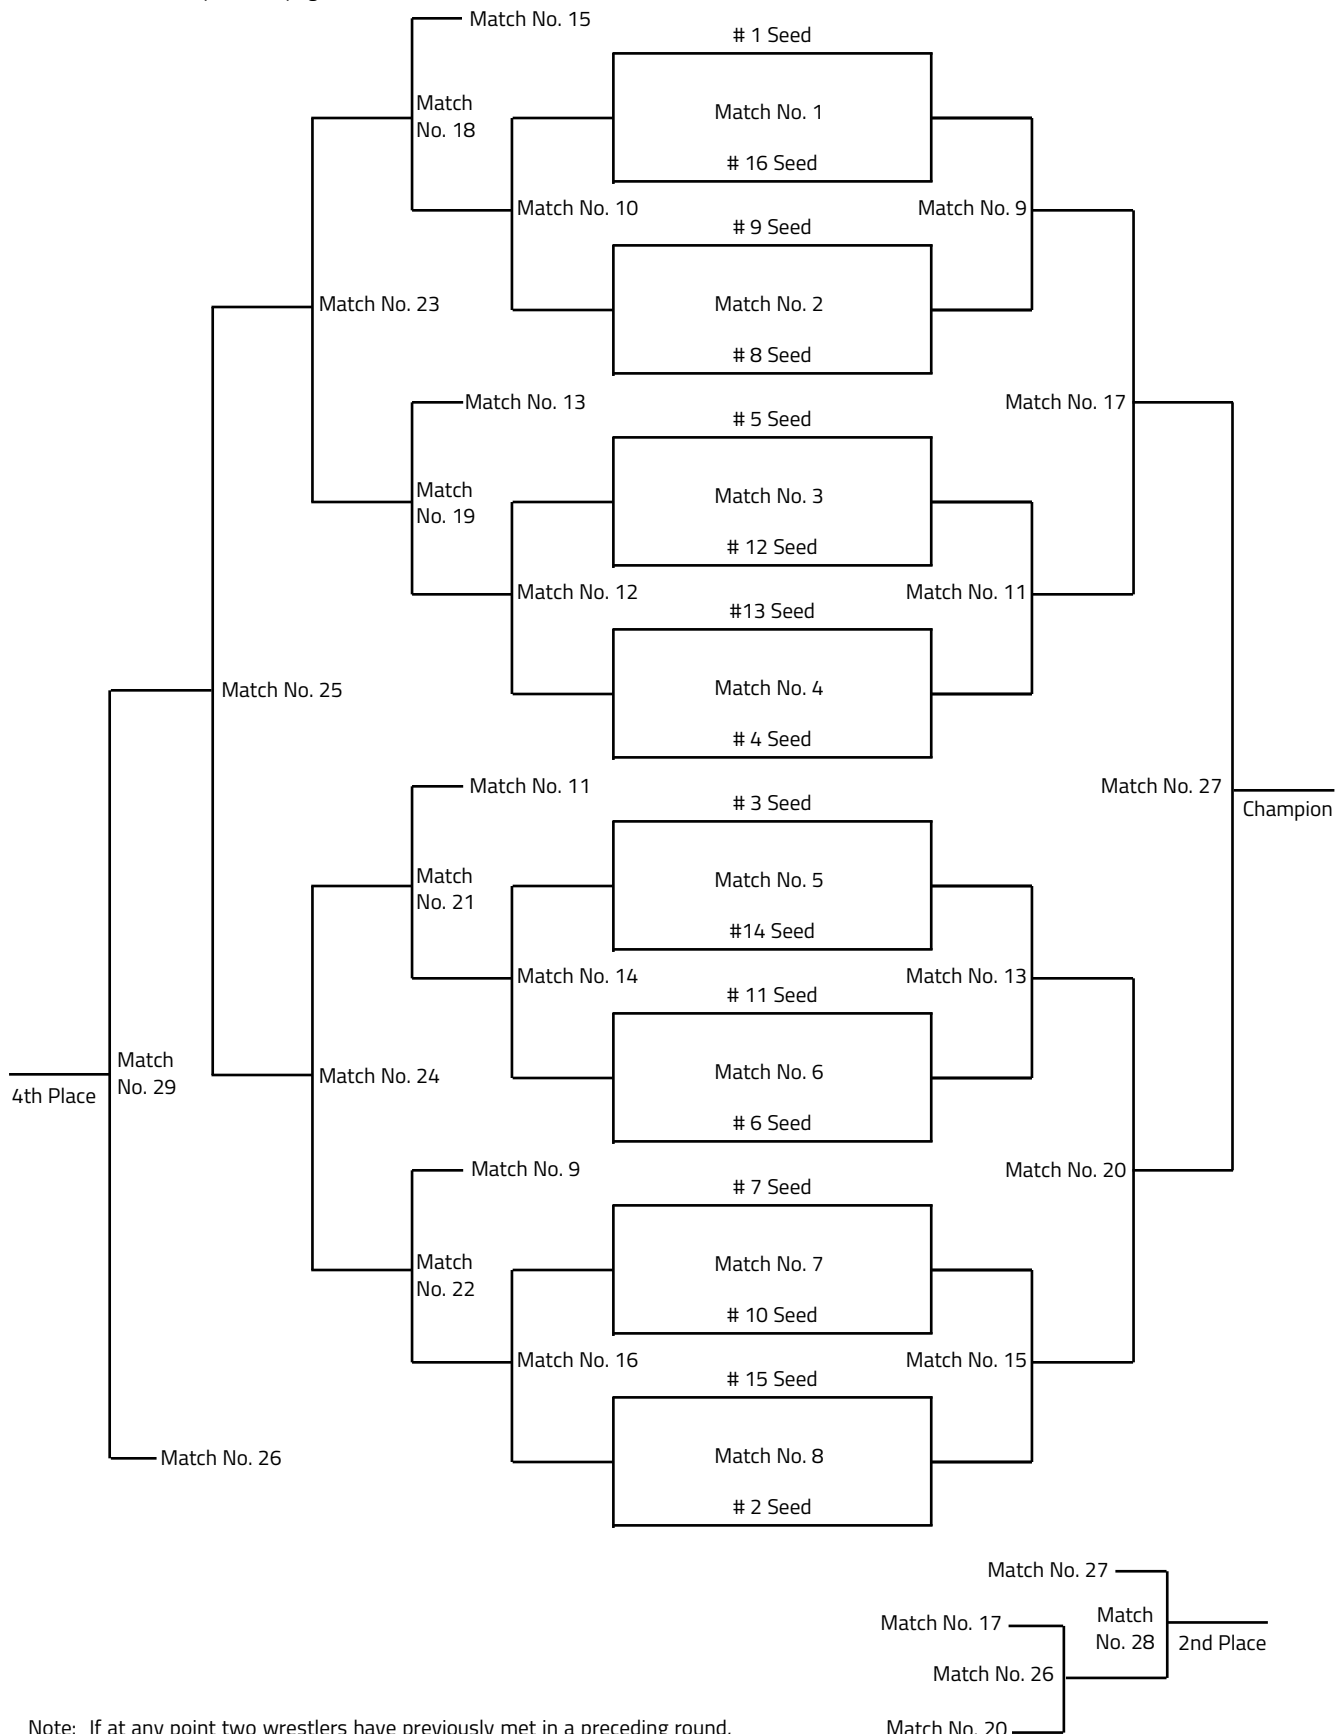 Match No. 15
# 1 Seed
Match
No. 18
Match No. 1
# 16 Seed
Match No. 10
Match No. 9
# 9 Seed
Match No. 23
Match No. 2
# 8 Seed
Match No. 13
Match No. 17
# 5 Seed
Match
No. 19
Match No. 3
# 12 Seed
Match No. 12
Match No. 11
#13 Seed
Match No. 25
Match No. 4
# 4 Seed
Match No. 11
Match No. 27
# 3 Seed
Champion
Match
No. 21
Match No. 5
#14 Seed
Match No. 14
Match No. 13
# 11 Seed
Match
No. 29
4th Place
Match No. 24
Match No. 6
# 6 Seed
Match No. 9
Match No. 20
# 7 Seed
Match
No. 22
Match No. 7
# 10 Seed
Match No. 16
Match No. 15
# 15 Seed
Match No. 26
Match No. 8
# 2 Seed
Match No. 27
Match No. 17
Match
No. 28
2nd Place
Match No. 26
Note: If at any point two wrestlers have previously met in a preceding round,
Match No. 20